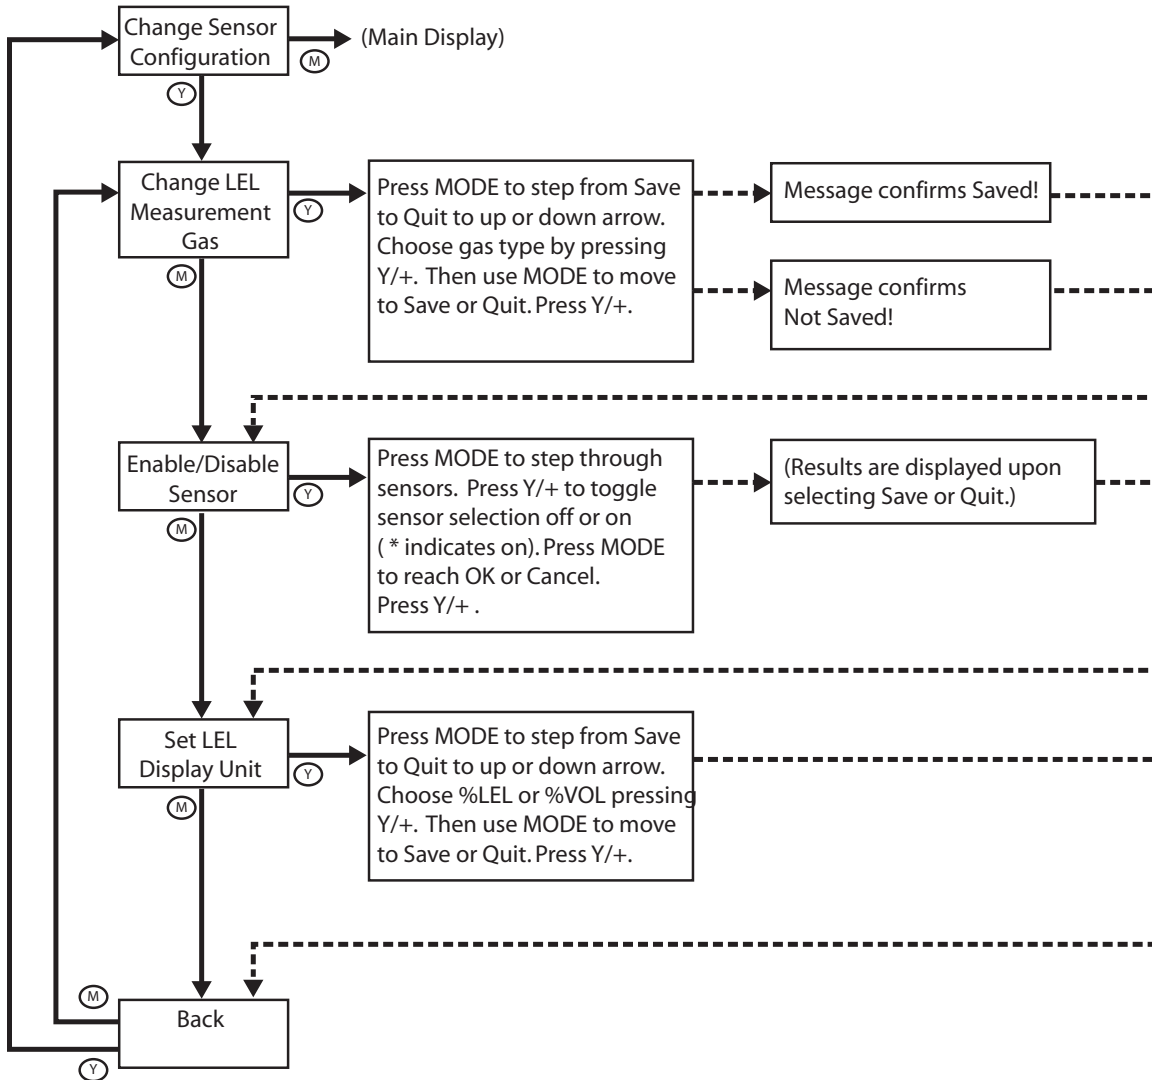 Change Sensor
Configuration
M
(Main Display)
Y
Change LEL
Measurement
Gas
Y
M
Press MODE to step from Save
to Quit to up or down arrow.
Choose gas type by pressing
Y/+. Then use MODE to move
to Save or Quit. Press Y/+.
Message confirms Saved!
Message confirms
Not Saved!
Enable/Disable
Sensor
Y
M
Press MODE to step through
sensors. Press Y/+ to toggle
sensor selection off or on
( * indicates on). Press MODE
to reach OK or Cancel.
Press Y/+ .
(Results are displayed upon
selecting Save or Quit.)
Set LEL
Display Unit
Y
M
Press MODE to step from Save
to Quit to up or down arrow.
Choose %LEL or %VOL pressing
Y/+. Then use MODE to move
to Save or Quit. Press Y/+.
M
Back
Y